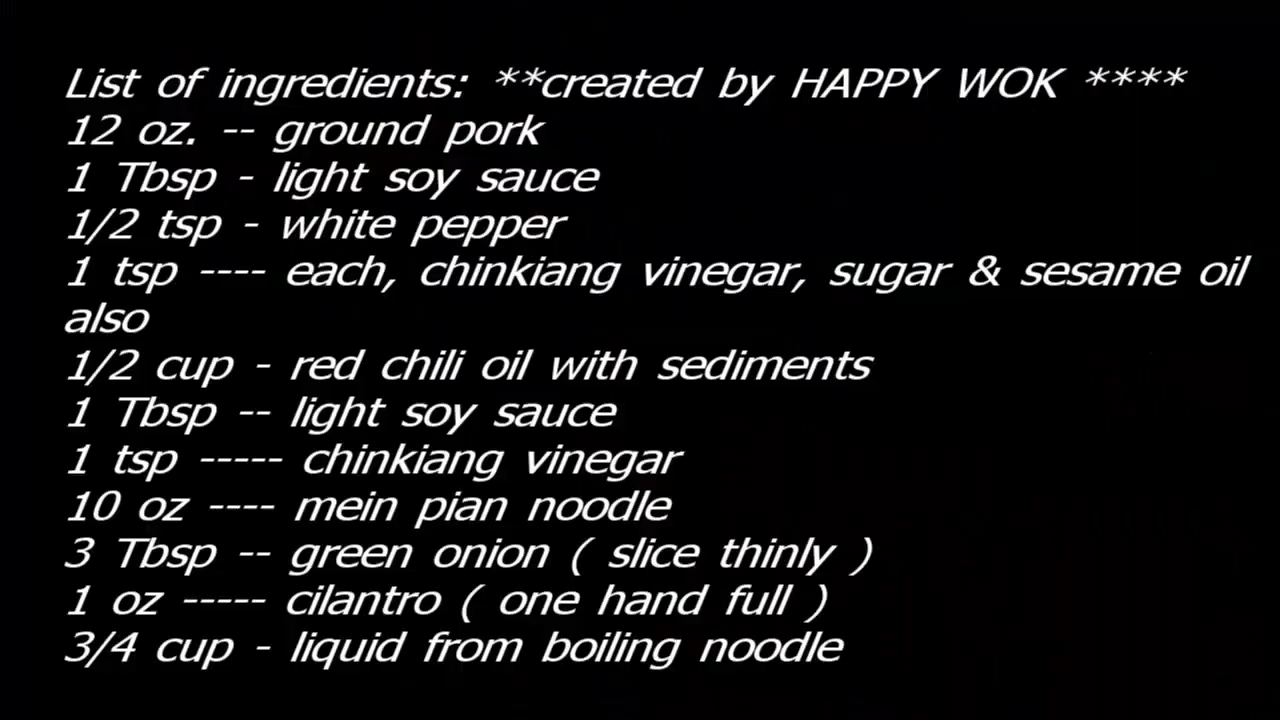 List of ingredients: **created by HAPPY WOK ****
12 oz. -- ground pork
1 Tbsp - light soy sauce
1/2 tsp - white pepper
1 tsp ---- each, chinkiang vinegar, sugar & sesame oil
also
1/2 cup - red chili oil with sediments
1 Tbsp -- light soy sauce
1 tsp ----- chinkiang vinegar
10 oz ---- mein pian noodle
3 Tbsp -- green onion ( slice thinly )
1 oz ----- cilantro ( one hand full )
3/4 cup - liquid from boiling noodle